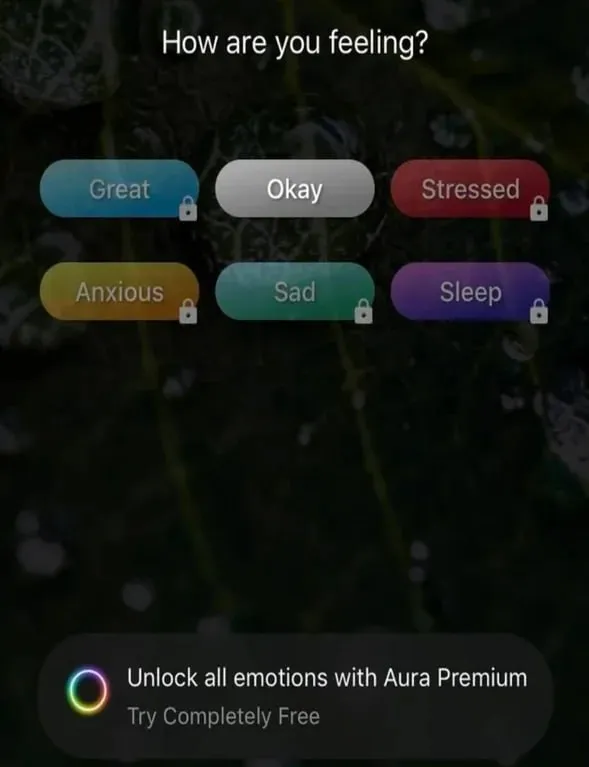 How are you feeling?
Great
Okay
Stressed
Anxious
Sad
Sleep
Unlock all emotions with Aura Premium
Try Completely Free